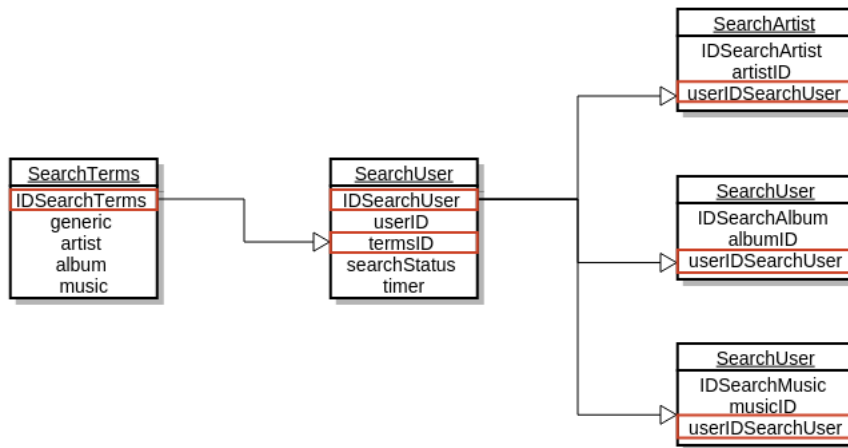 SearchTerms
IDSearchTerms
generic
artist
album
music
SearchUser
IDSearchUser
userID
termsID
searchStatus
timer
SearchArtist
IDSearchArtist
artistID
userIDSearchUser
SearchUser
IDSearchAlbum
albumID
userIDSearchUser
SearchUser
IDSearchMusic
musicID
userIDSearchUser